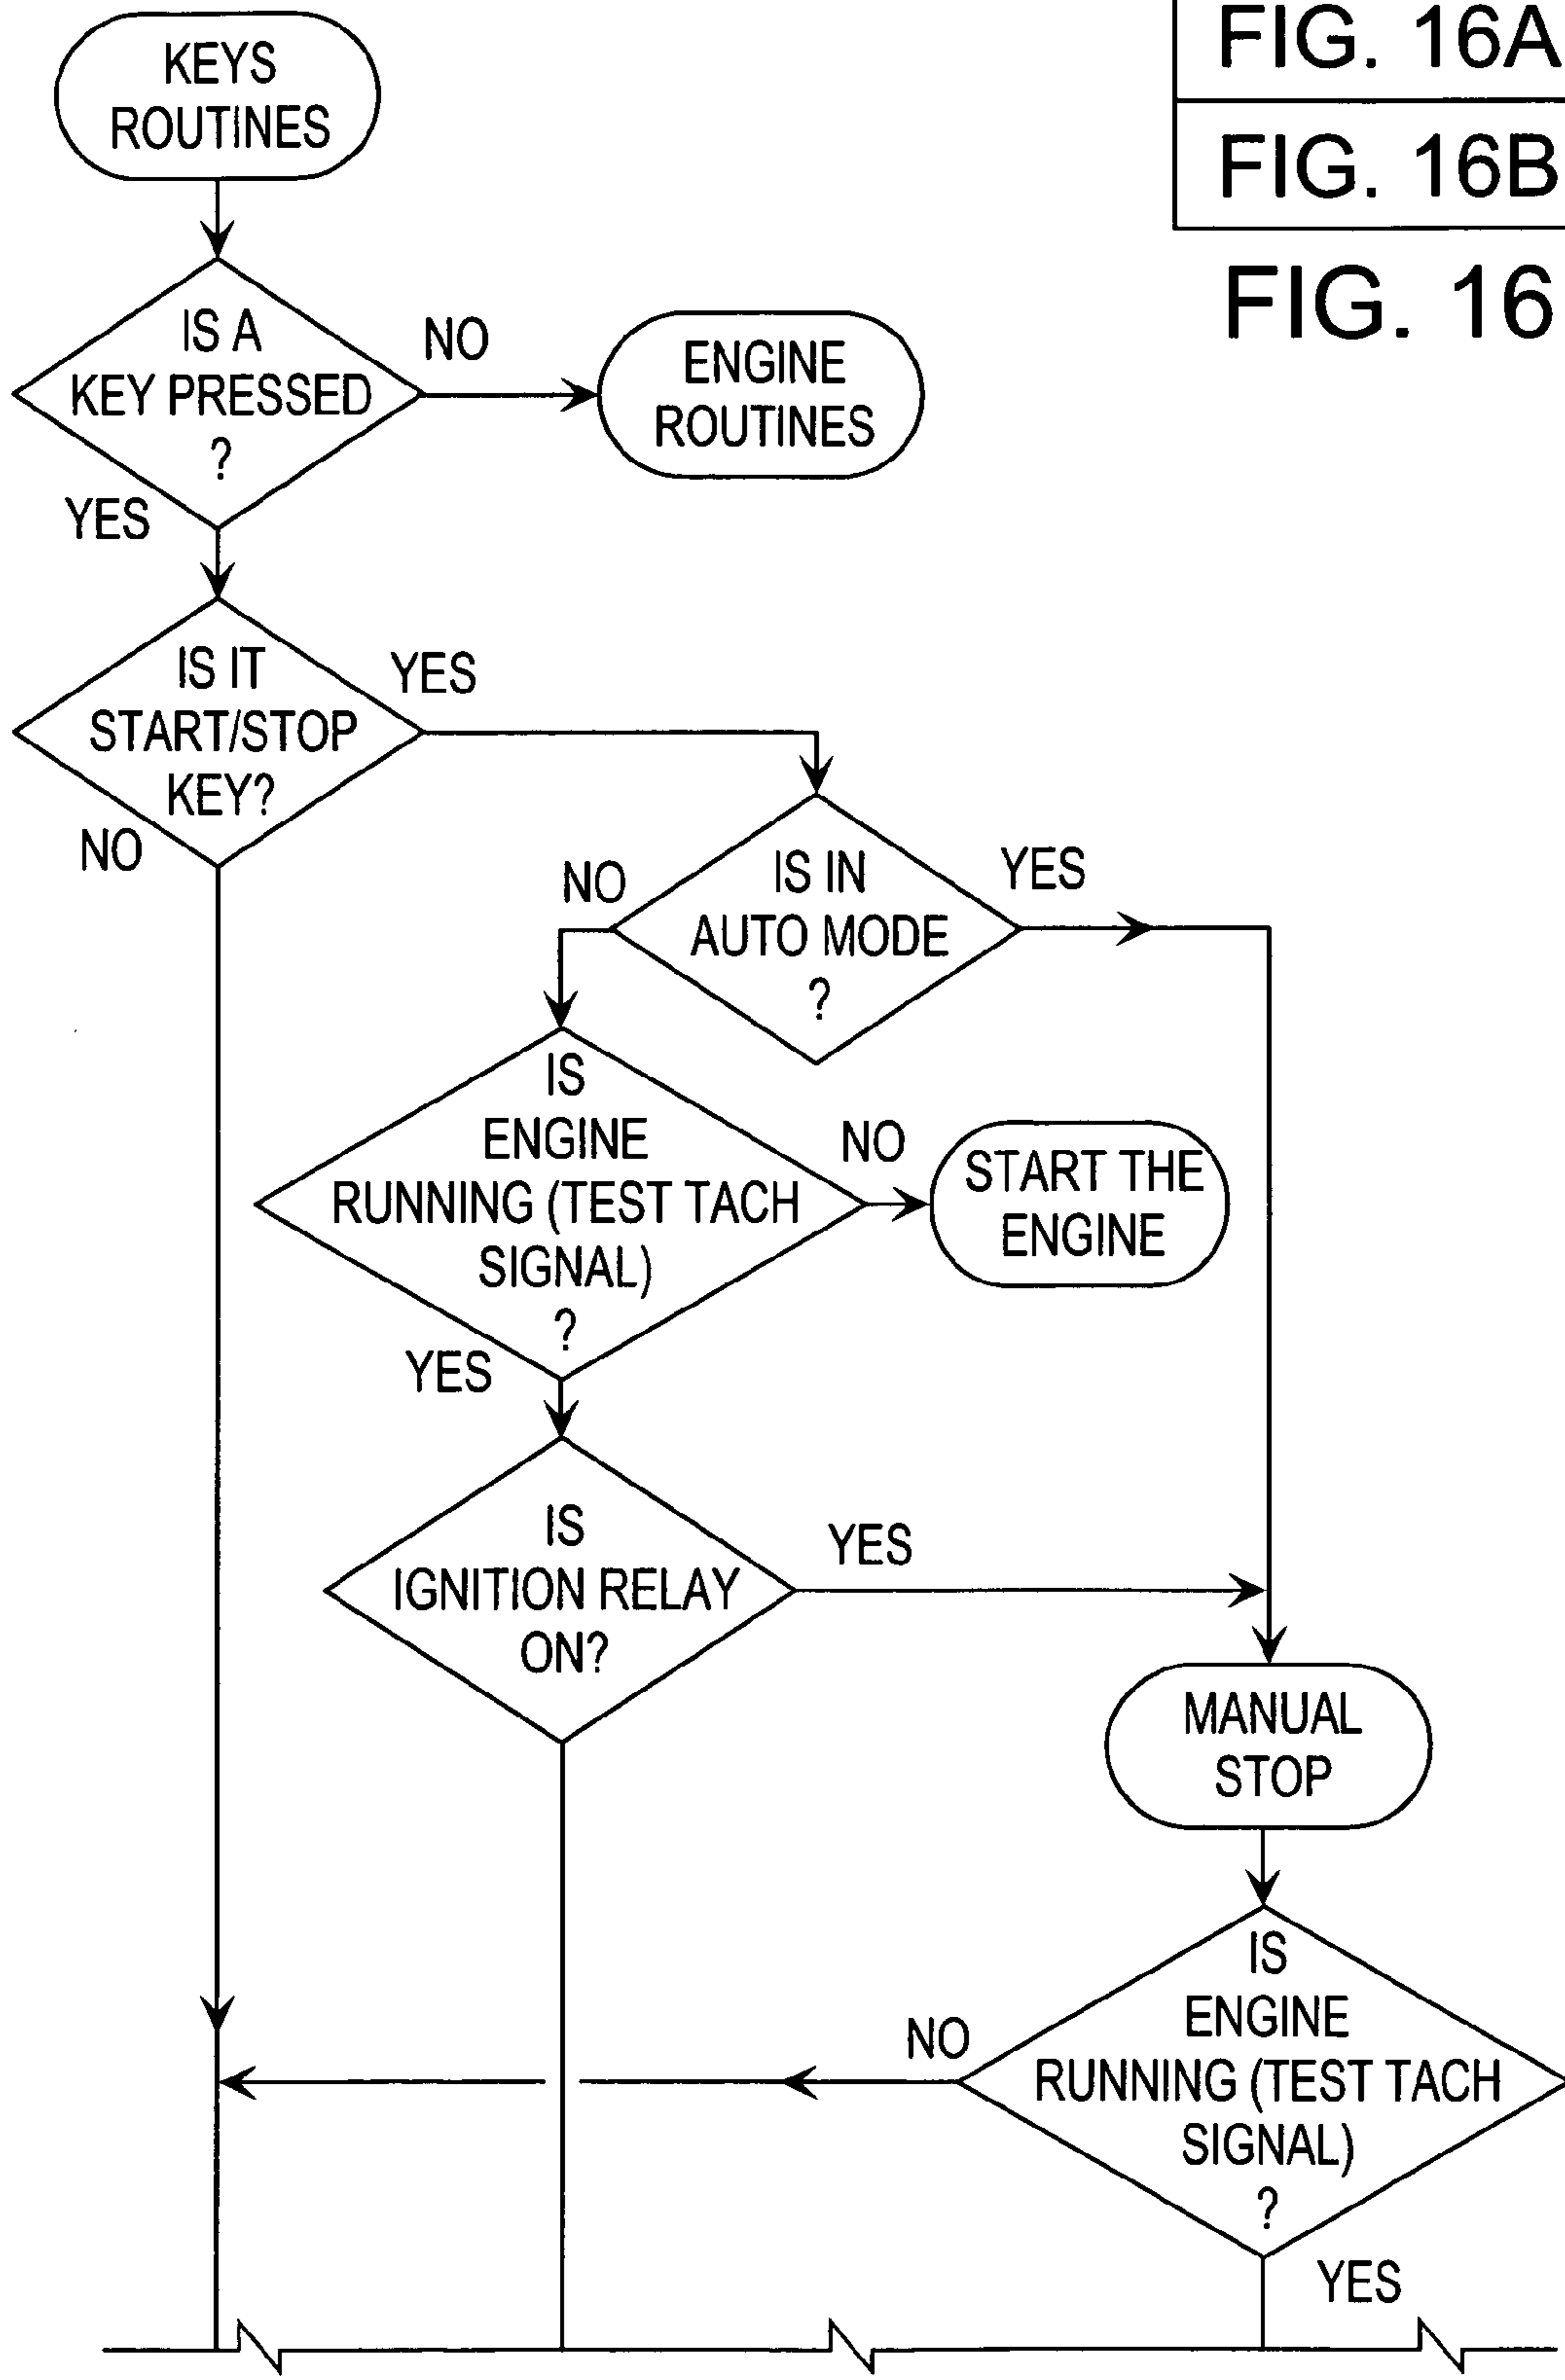 FIG. 16A
FIG. 16B
FIG. 16
KEYS
ROUTINES
IS A
KEY PRESSED
?
NO
ENGINE
ROUTINES
YES
IS IT
START/STOP
KEY?
YES
NO
IS IN
AUTO MODE
?
NO
YES
IS
ENGINE
RUNNING (TEST TACH
SIGNAL)
?
NO
START THE
ENGINE
YES
IS
IGNITION RELAY
ON?
YES
MANUAL
STOP
IS
ENGINE
RUNNING (TEST TACH
SIGNAL)
?
NO
YES